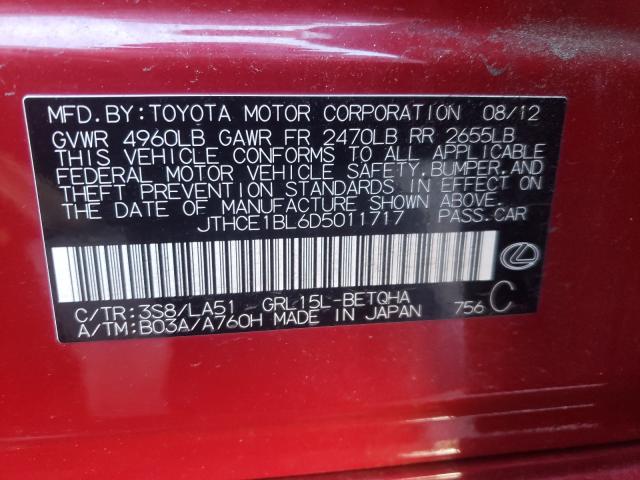 MFD.BY:TOYOTA MOTOR CORPORATION 08/12
GVWR 4960LB GAWR FR 2470LB RR 2655LB
THIS VEHICLE CONFORMS TO ALL APPLICABLE
FEDERAL MOTOR VEHICLE SAFETY,BUMPER,AND
THEFT PREVENTION STANDARDS IN EFFECT ON
THE DATE OF MANUFACTURE SHOWN ABOVE.
JTHCE1BL6D5011717 PASS.CAR
C/TR:3S8/LA51 GRL15L-BETQHA
A/TM:B03A/A760H MADE IN JAPAN 756 C